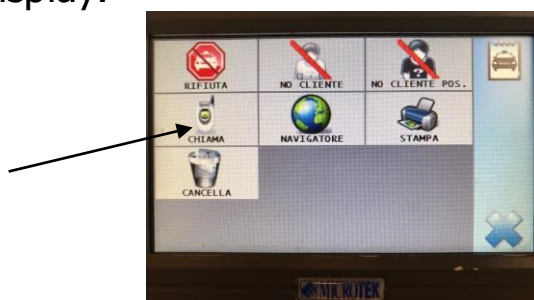 RIFIUTA
NO CLIENTE
NO CLIENTE POS.
CHIAMA
NAVIGATORE
STAMPA
CANCELLA
MICROTEK